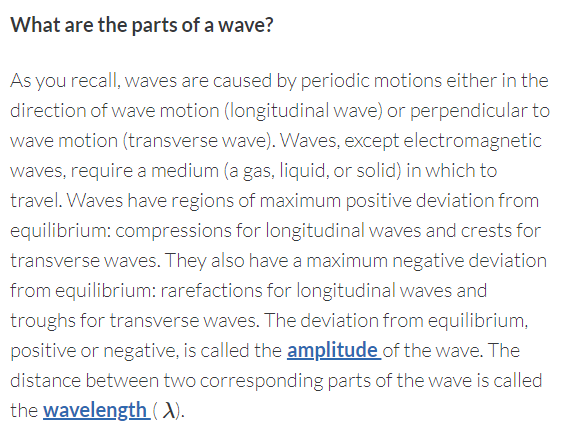 What are the parts of a wave?
As you recall, waves are caused by periodic motions either in the
direction of wave motion (longitudinal wave) or perpendicular to
wave motion (transverse wave). Waves, except electromagnetic
waves, require a medium (a gas, liquid, or solid) in which to
travel. Waves have regions of maximum positive deviation from
equilibrium: compressions for longitudinal waves and crests for
transverse waves. They also have a maximum negative deviation
from equilibrium: rarefactions for longitudinal waves and
troughs for transverse waves. The deviation from equilibrium,
positive or negative, is called the amplitude of the wave. The
distance between two corresponding parts of the wave is called
the wavelength ( λ).